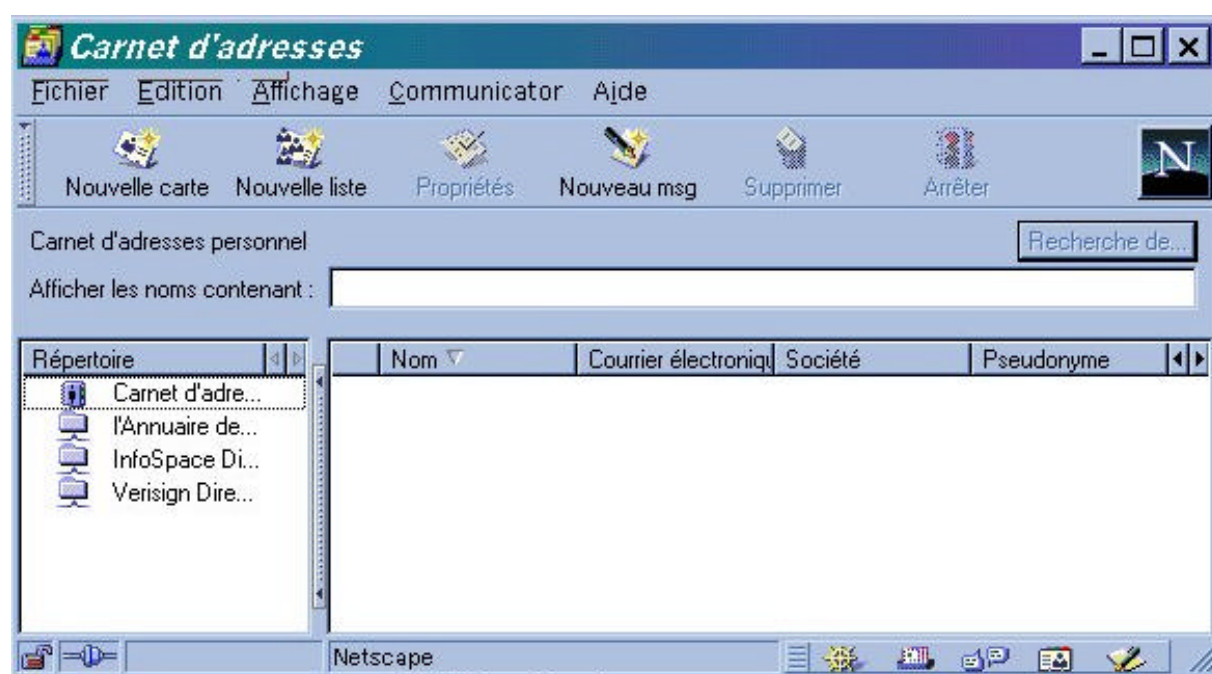 Carnet d'adresses
Fichier Edition Affichage Communicator Aide
Nouvelle carte Nouvelle liste Propriétés Nouveau msg Supprimer Arrêter
N
Carnet d'adresses personnel Recherche de...
Afficher les noms contenant :
Répertoire Nom Courrier électroniqu Société Pseudonyme
Carnet d'adre...
l'Annuaire de...
InfoSpace Di...
Verisign Dire...
Netscape